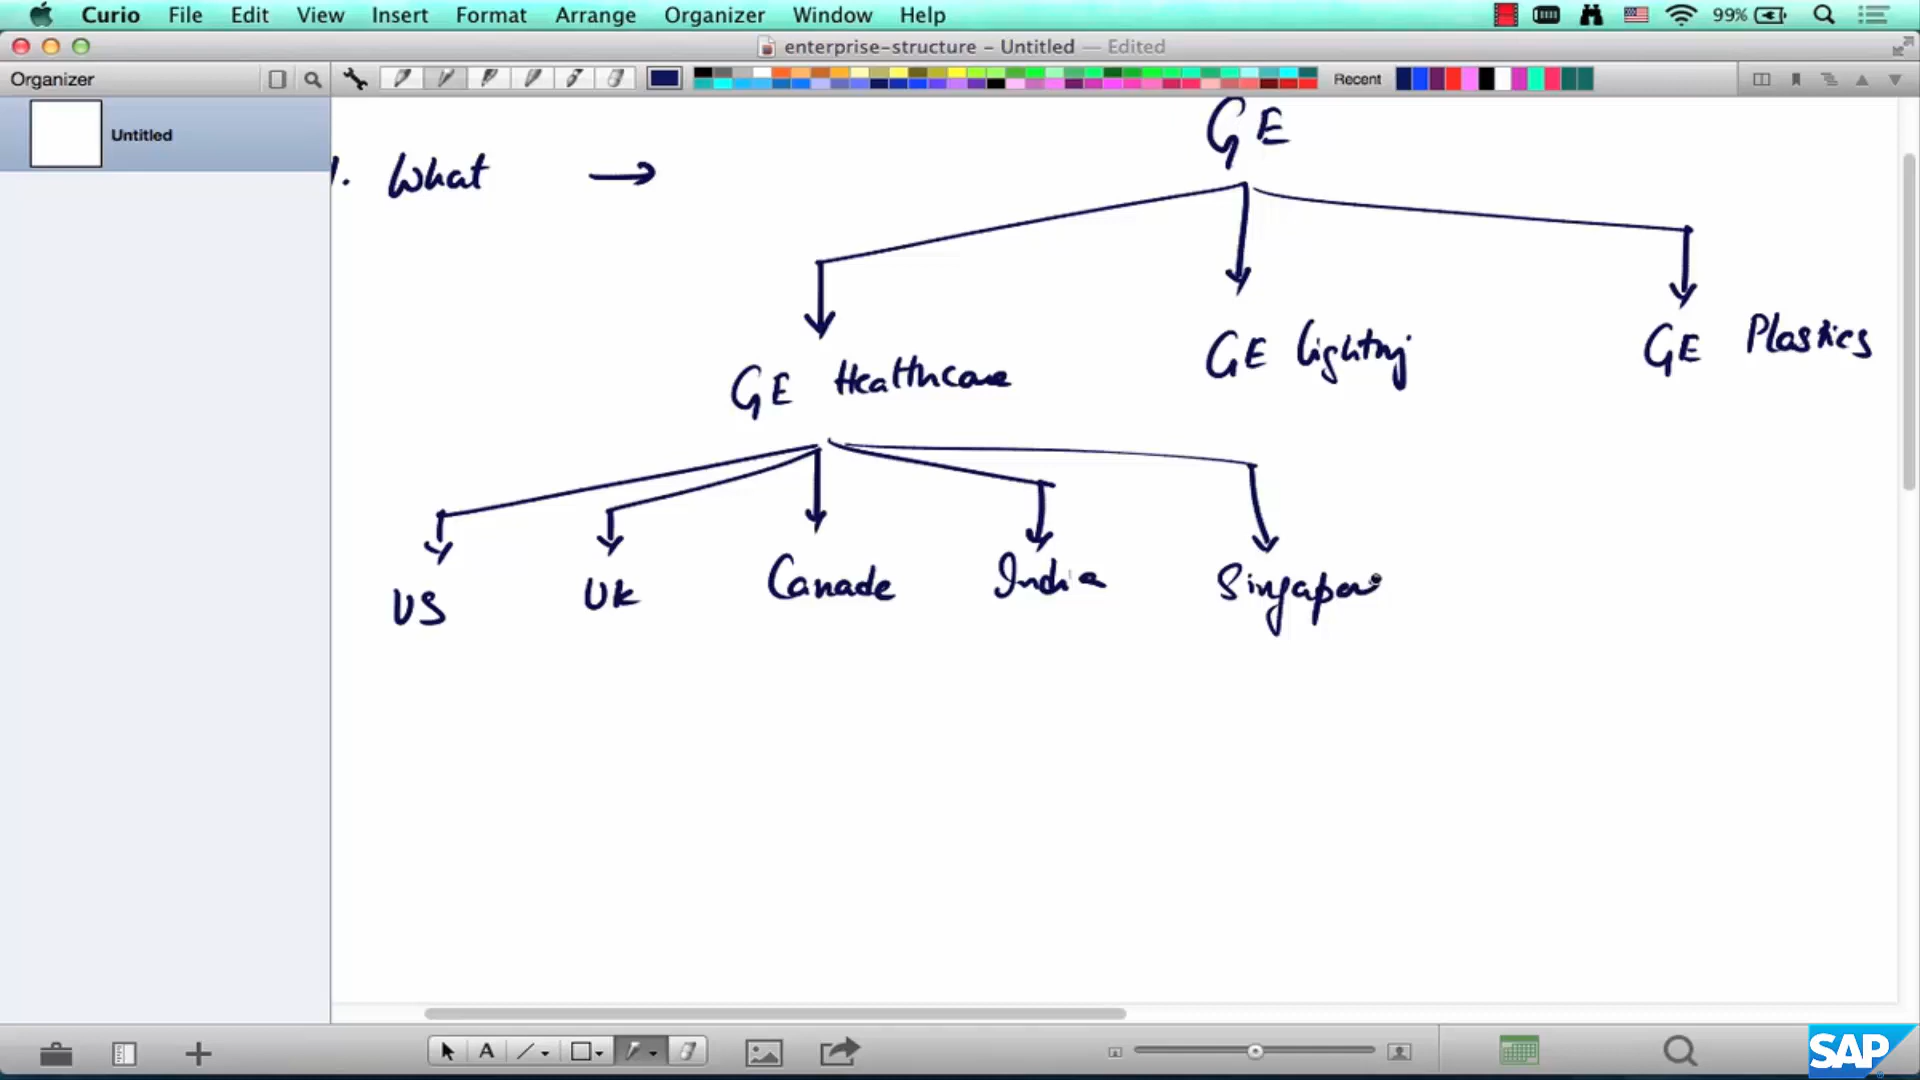 Curio File Edit View Insert Format Arrange Organizer Window Help 99%
enterprise-structure – Untitled — Edited
Organizer Recent
Untitled
GE
1. What →
GE Healthcare GE Lighting GE Plastics
US UK Canada India Singapor
A
SAP